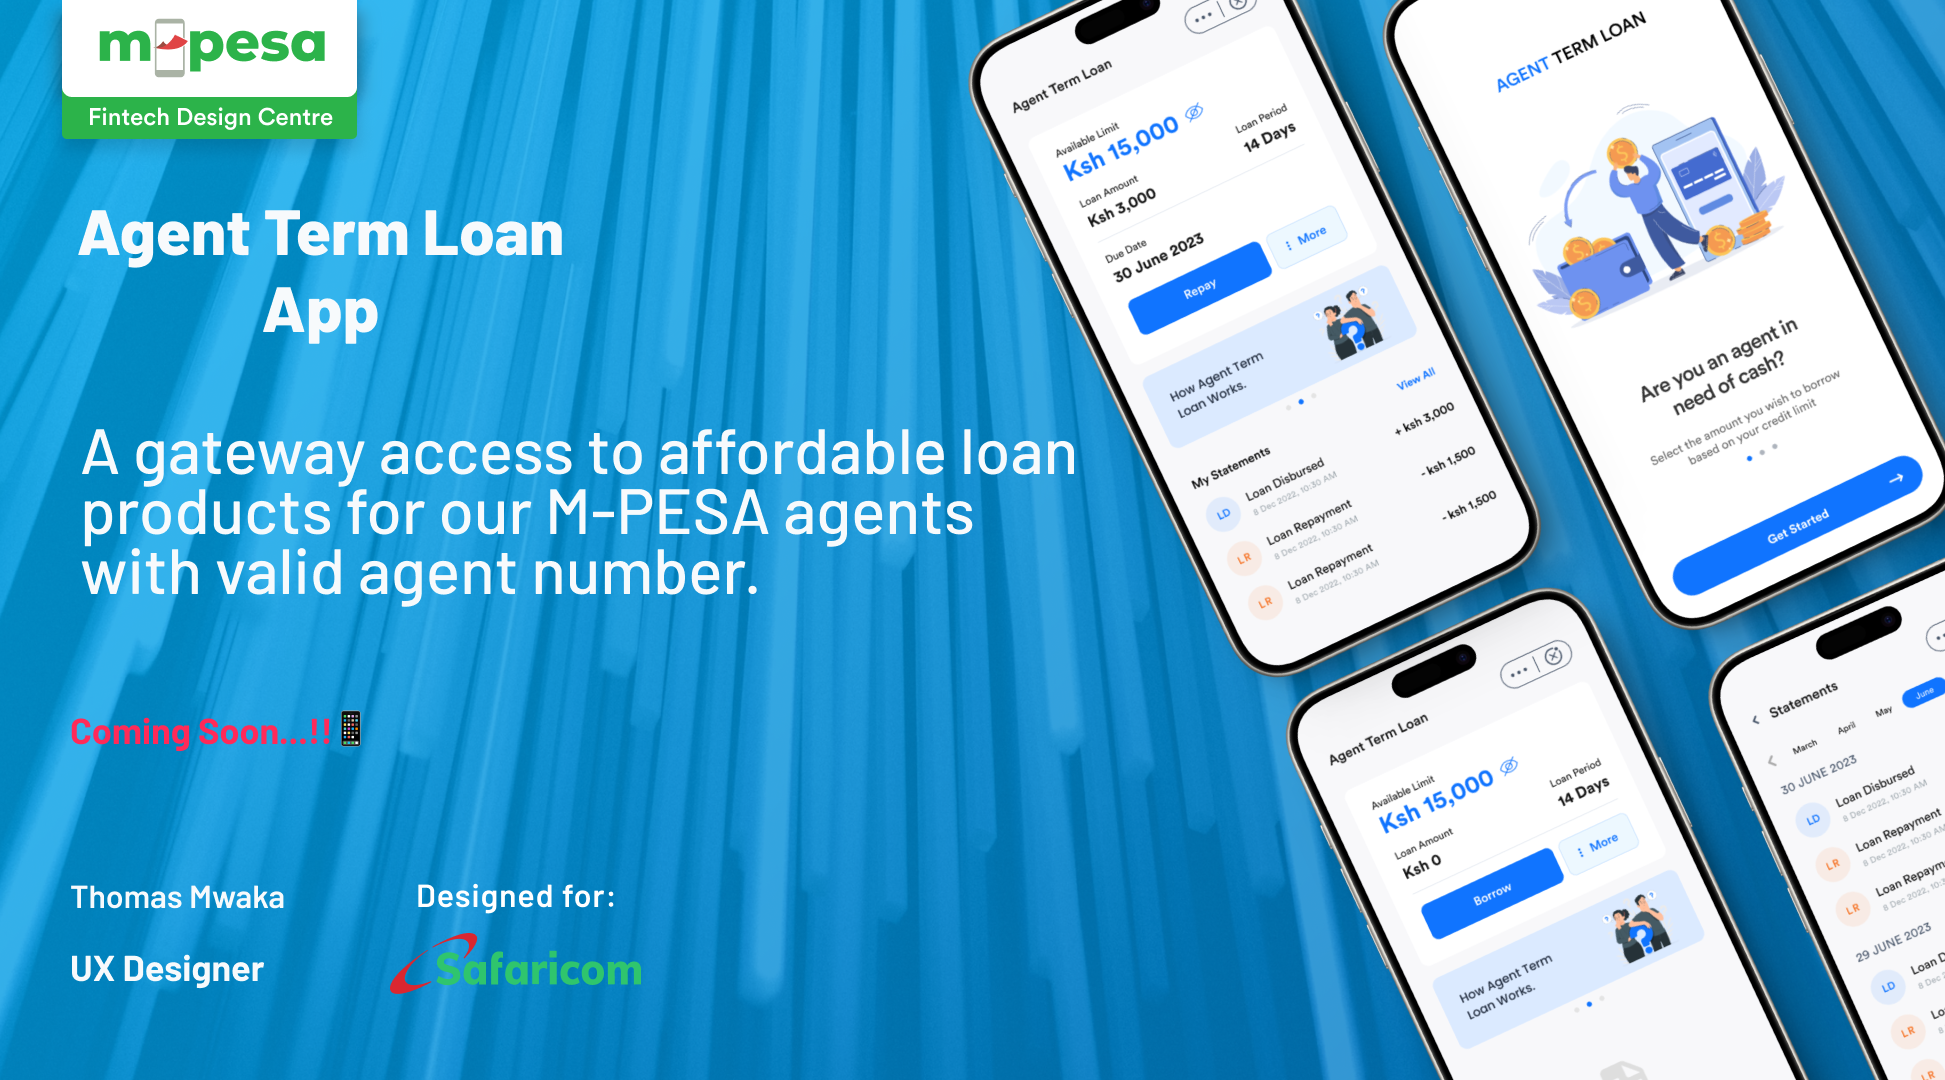 m-pesa
Fintech Design Centre
Agent Term Loan
App
A gateway access to affordable loan
products for our M-PESA agents
with valid agent number.
Coming Soon...!!
Thomas Mwaka
UX Designer
Designed for:
Safaricom
Agent Term Loan
Available Limit
Ksh 15,000
Loan Period
14 Days
Loan Amount
Ksh 3,000
Due Date
30 June 2023
Repay
More
How Agent Term
Loan Works.
View All
My Statements
LD
Loan Disbursed
8 Dec 2022, 10:30 AM
+ ksh 3,000
LR
Loan Repayment
8 Dec 2022, 10:30 AM
- ksh 1,500
LR
Loan Repayment
8 Dec 2022, 10:30 AM
- ksh 1,500
AGENT TERM LOAN
Are you an agent in
need of cash?
Select the amount you wish to borrow
based on your credit limit
Get Started
Agent Term Loan
Available Limit
Ksh 15,000
Loan Period
14 Days
Loan Amount
Ksh 0
Borrow
More
How Agent Term
Loan Works.
Statements
March
April
May
June
30 JUNE 2023
LD
Loan Disbursed
8 Dec 2022, 10:30 AM
LR
Loan Repayment
8 Dec 2022, 10:30 AM
LR
Loan Repaym
8 Dec 2022, 10:30
29 JUNE 2023
LD
Loan D
8 Dec 2
LR
Lo
8
LR